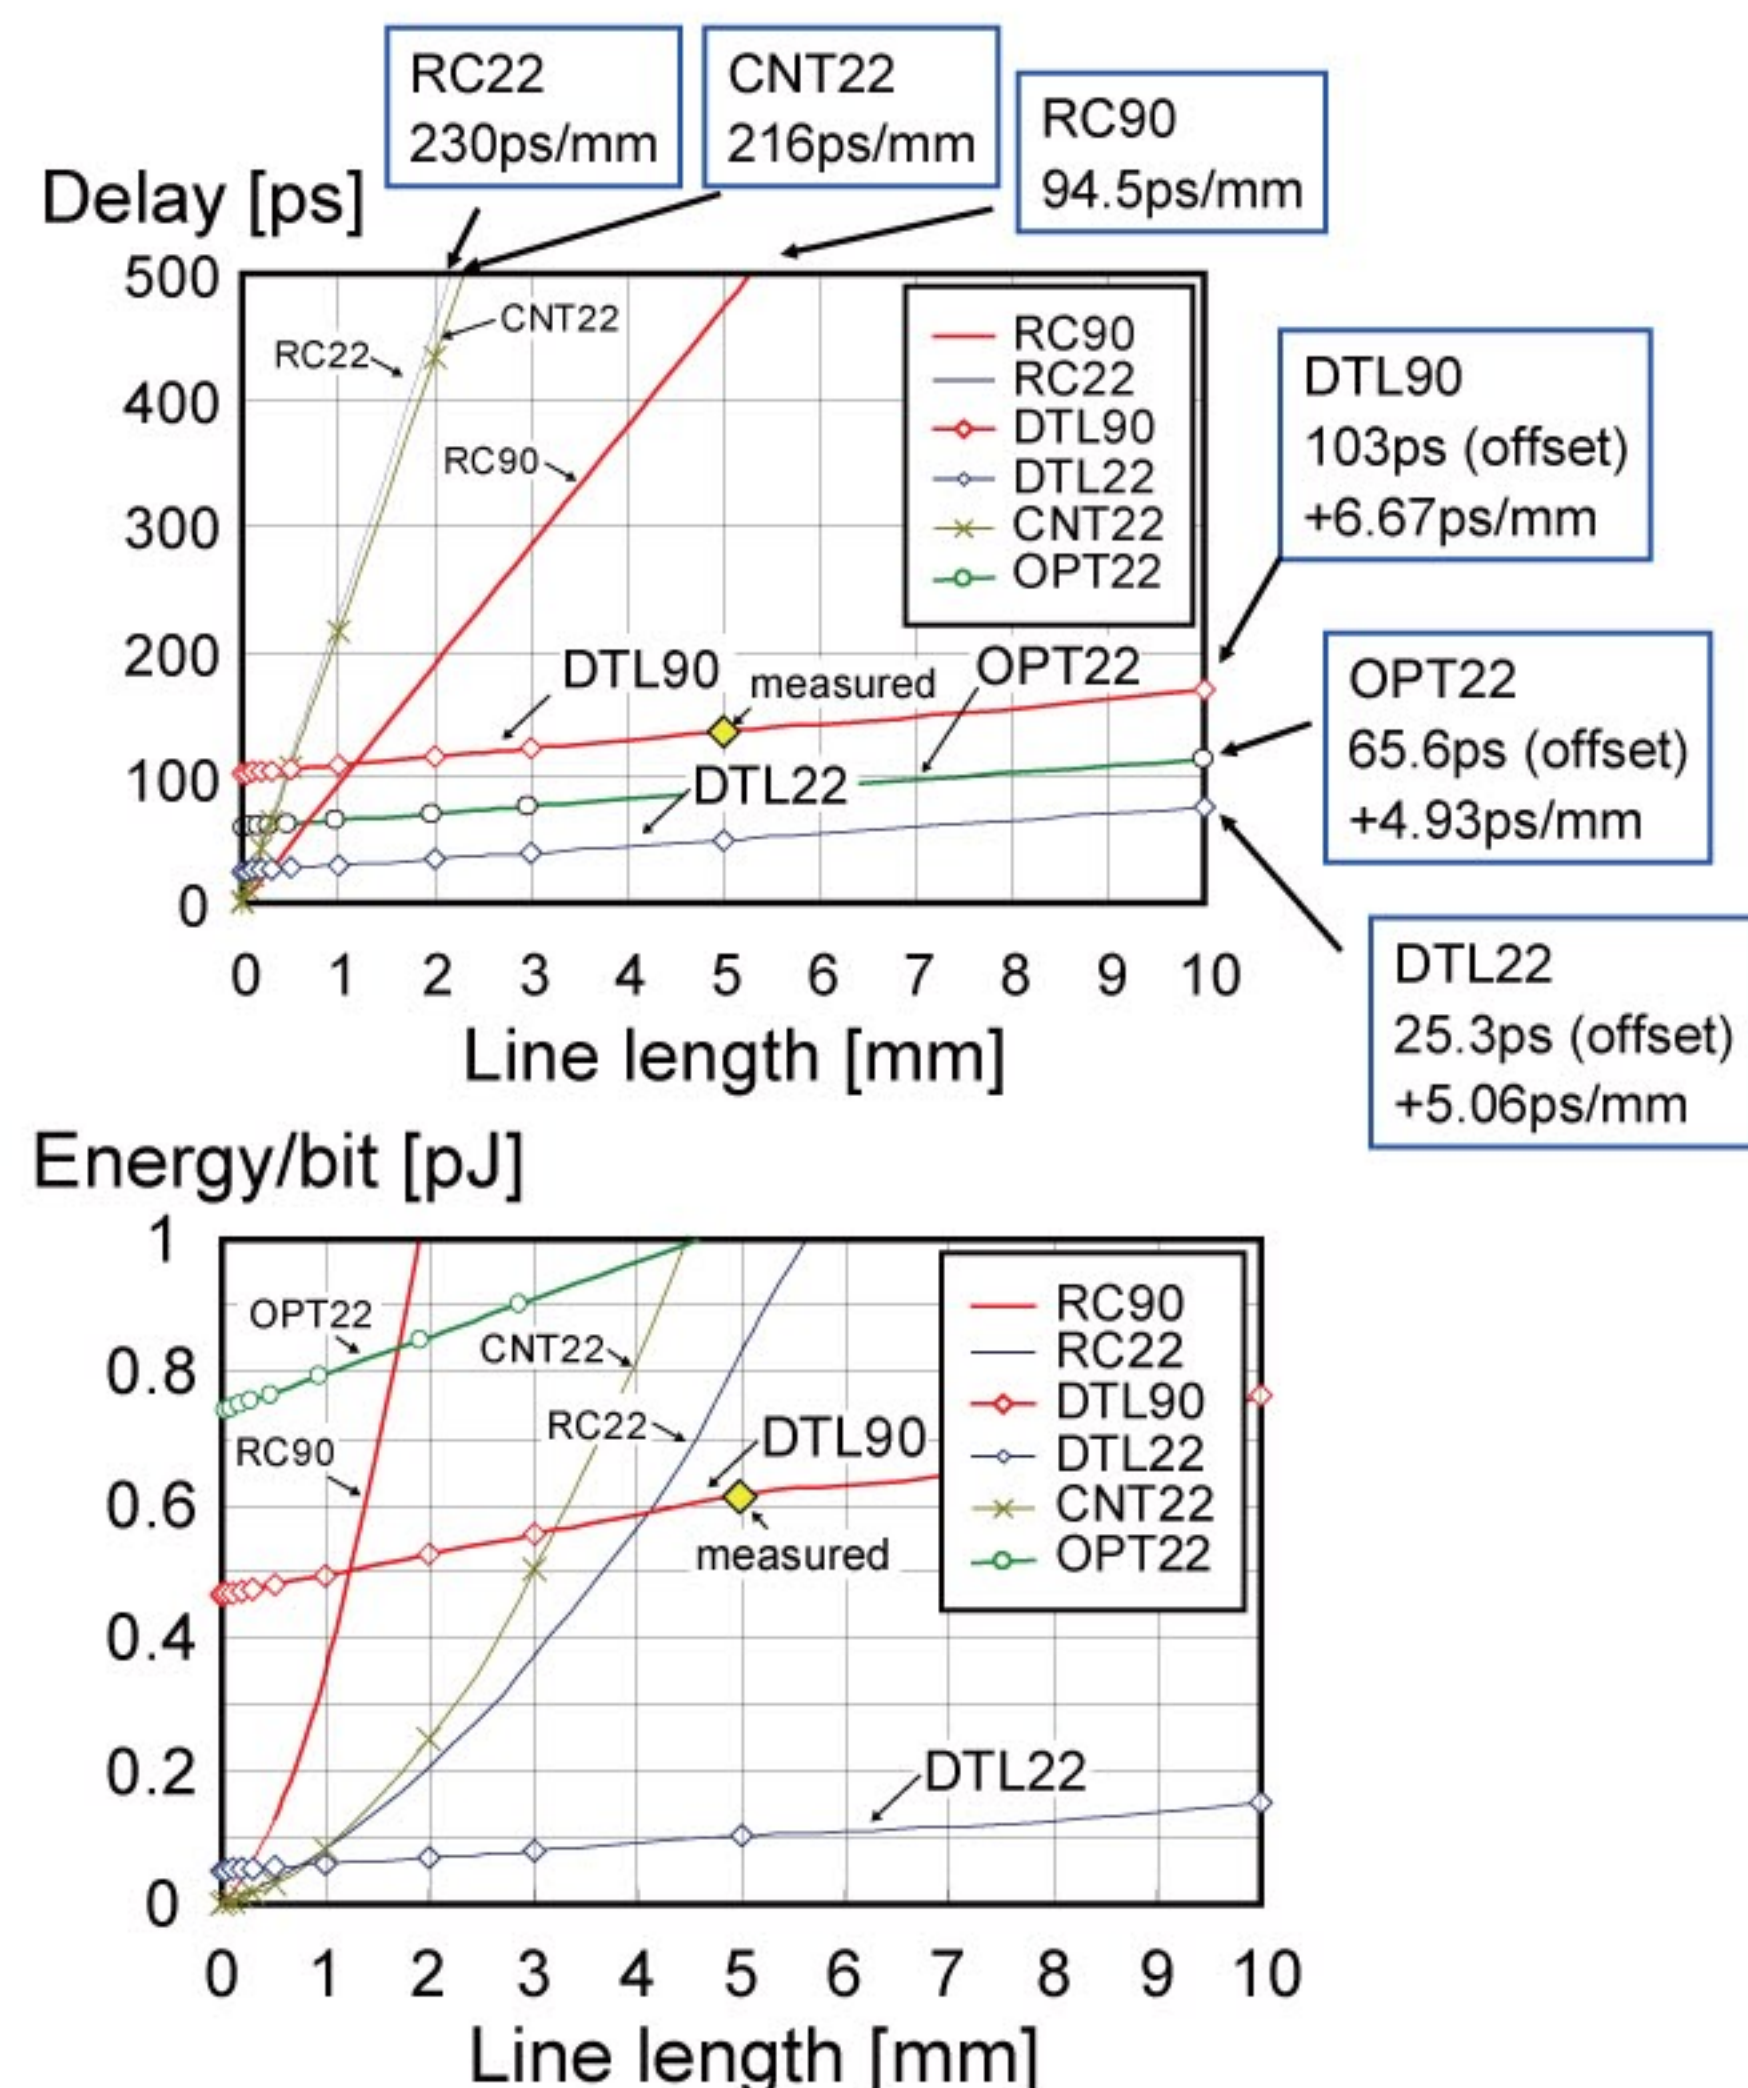 RC22
230ps/mm
CNT22
216ps/mm
RC90
94.5ps/mm
Delay [ps]
500
400
300
200
100
0
CNT22
RC22
RC90
DTL90
measured
OPT22
DTL22
RC90
RC22
DTL90
DTL22
CNT22
OPT22
DTL90
103ps (offset)
+6.67ps/mm
OPT22
65.6ps (offset)
+4.93ps/mm
DTL22
25.3ps (offset)
+5.06ps/mm
0 1 2 3 4 5 6 7 8 9 10
Line length [mm]
Energy/bit [pJ]
1
0.8
0.6
0.4
0.2
0
OPT22
CNT22
RC90
RC22
DTL90
measured
DTL22
RC90
RC22
DTL90
DTL22
CNT22
OPT22
0 1 2 3 4 5 6 7 8 9 10
Line length [mm]